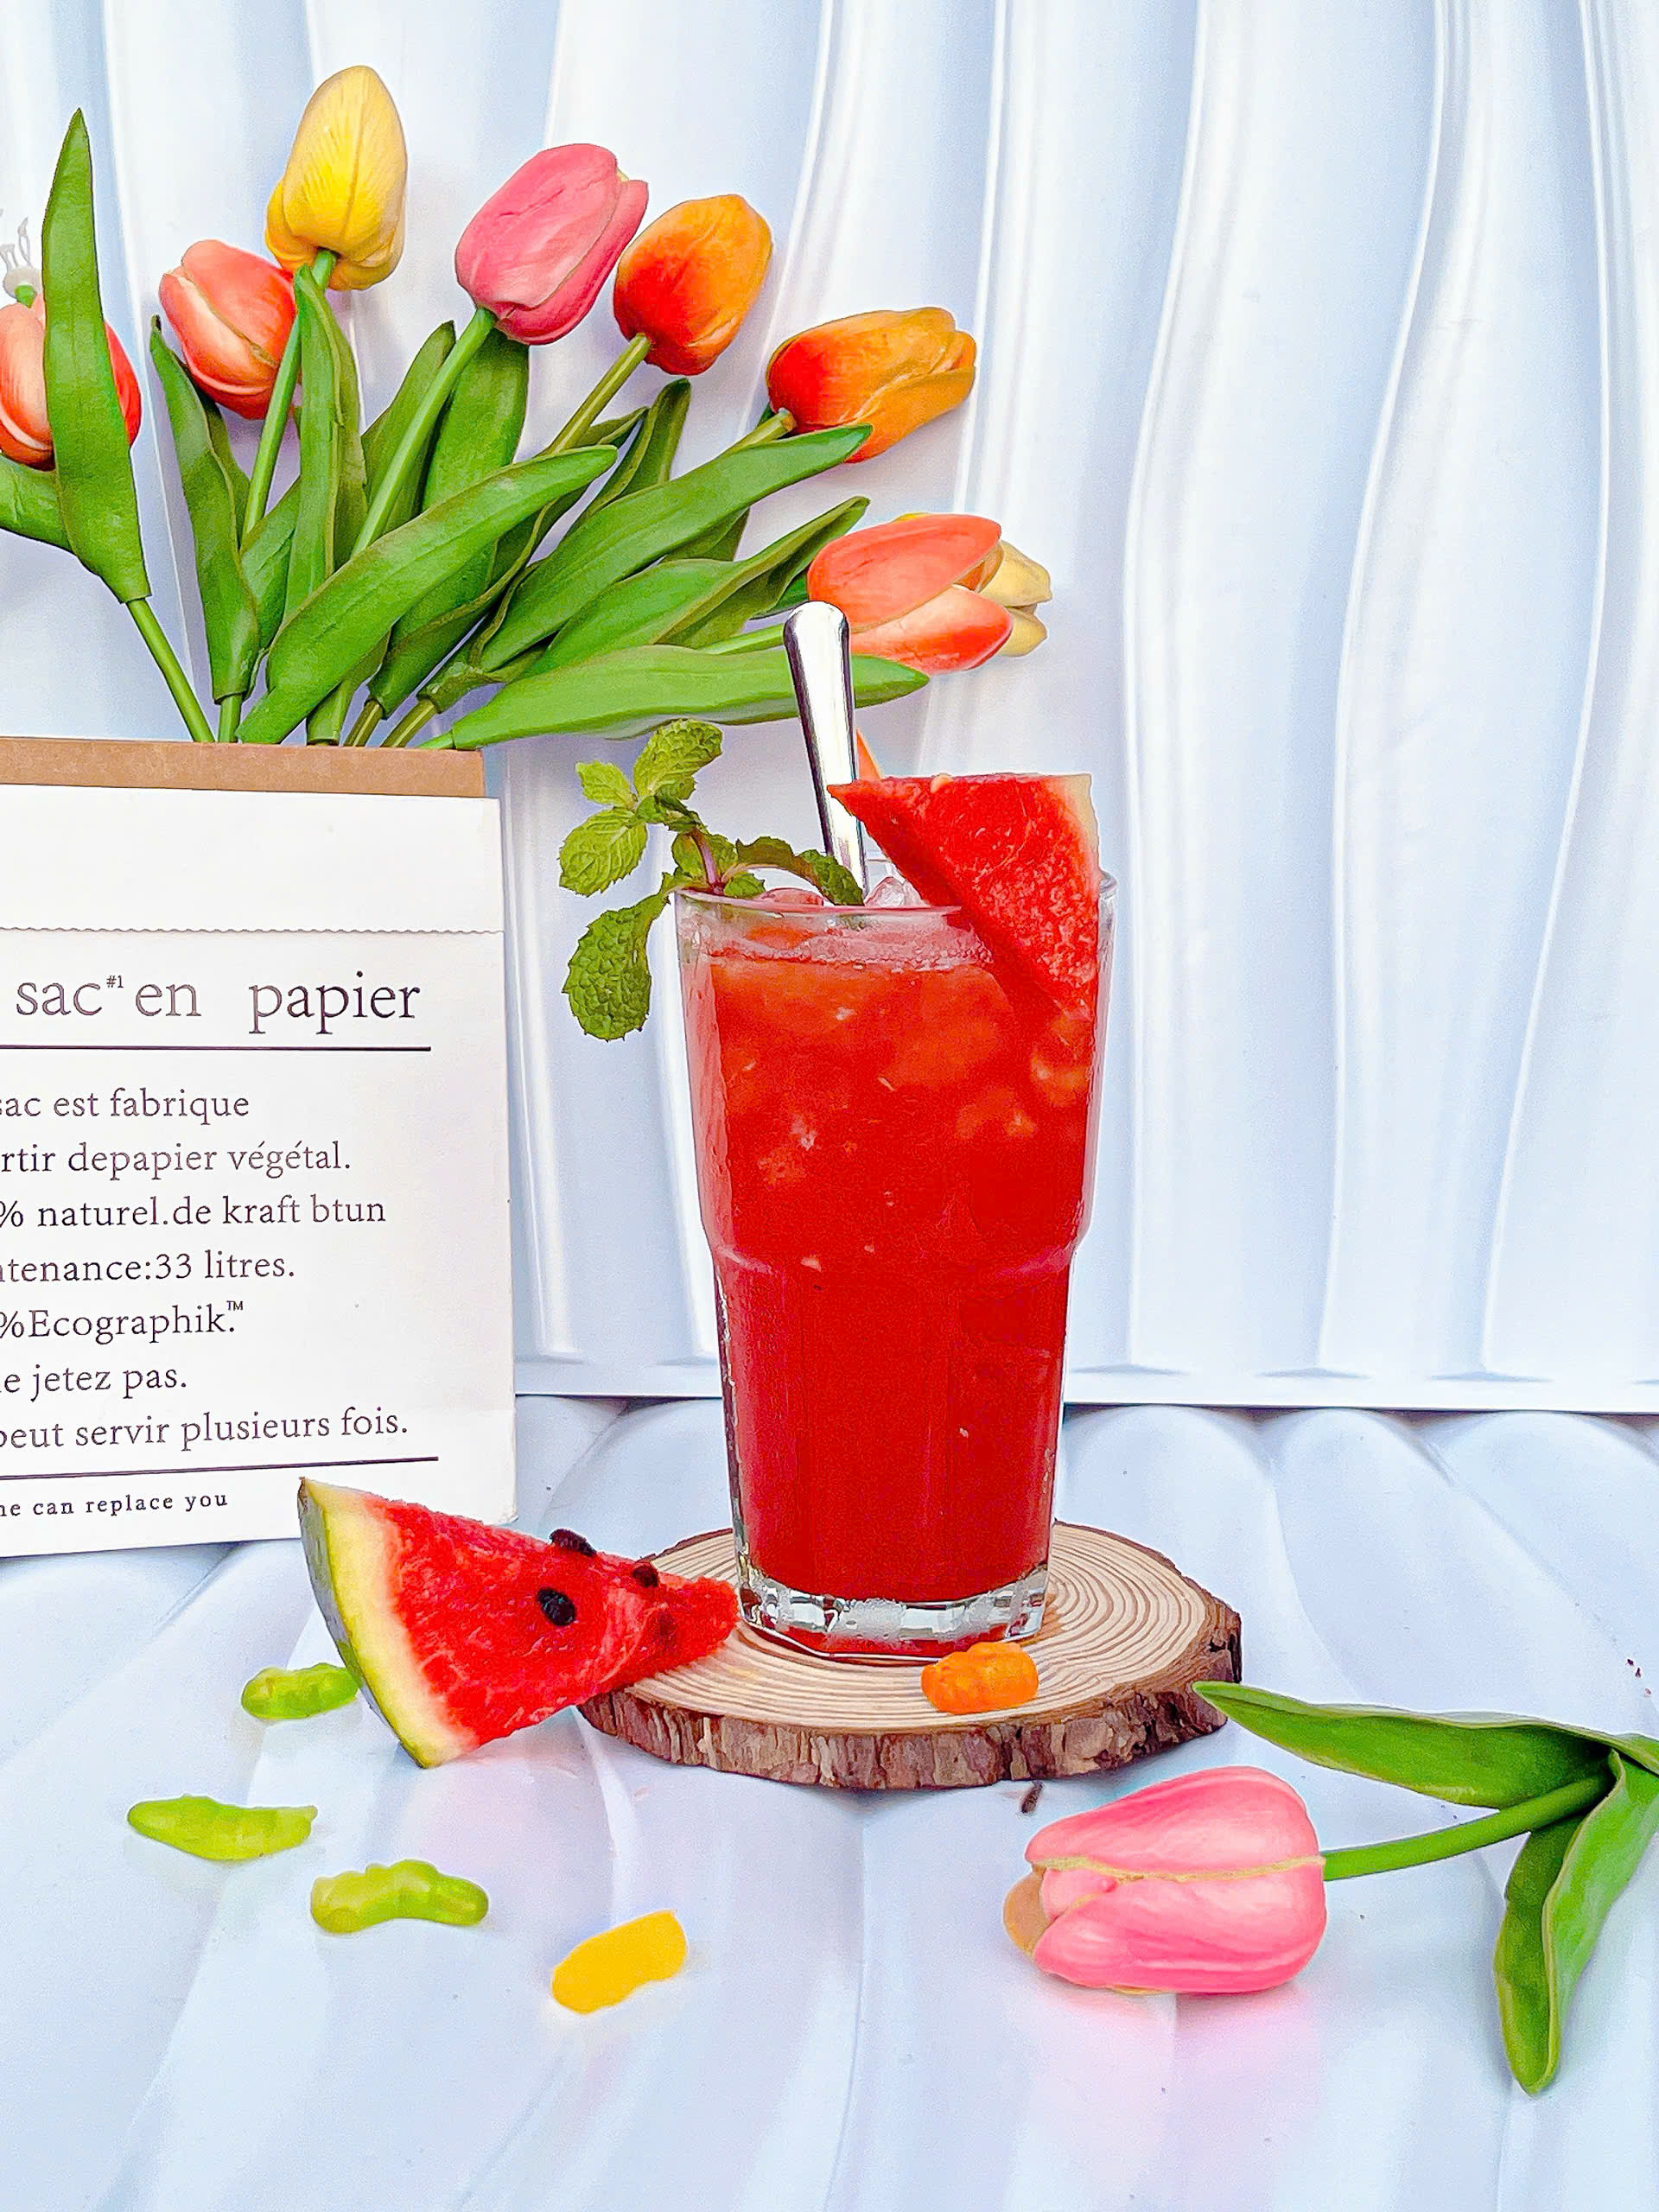 sac#1 en papier
sac est fabrique
rtir depapier végétal.
% naturel.de kraft btun
tenance:33 litres.
%Ecographik.™
e jetez pas.
peut servir plusieurs fois.
can replace you